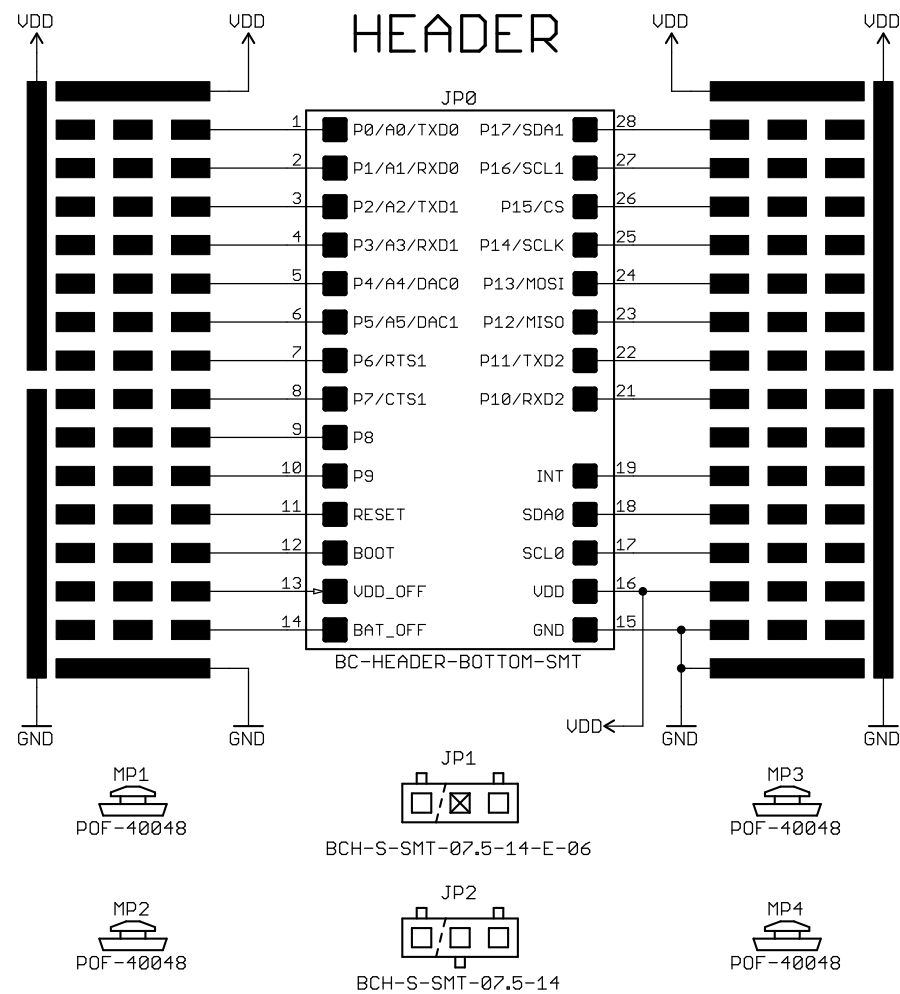 VDD VDD HEADER VDD VDD
JP0
1 P0/A0/TXD0 P17/SDA1 28
2 P1/A1/RXD0 P16/SCL1 27
3 P2/A2/TXD1 P15/CS 26
4 P3/A3/RXD1 P14/SCLK 25
5 P4/A4/DAC0 P13/MOSI 24
6 P5/A5/DAC1 P12/MISO 23
7 P6/RTS1 P11/TXD2 22
8 P7/CTS1 P10/RXD2 21
9 P8
10 P9 INT 19
11 RESET SDA0 18
12 BOOT SCL0 17
13 VDD_OFF VDD 16
14 BAT_OFF GND 15
BC-HEADER-BOTTOM-SMT
VDD
GND GND GND GND
JP1
MP1 MP3
POF-40048 POF-40048
BCH-S-SMT-07.5-14-E-06
JP2
MP2 MP4
POF-40048 POF-40048
BCH-S-SMT-07.5-14